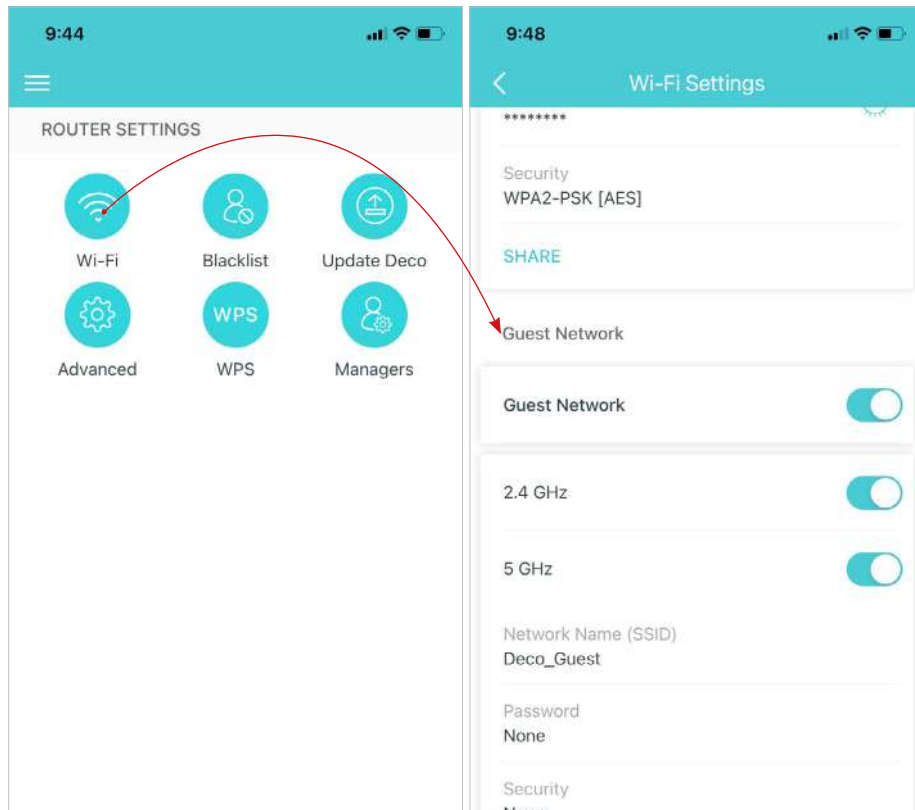 9:44
ROUTER SETTINGS
Wi-Fi
Blacklist
Update Deco
WPS
Advanced
WPS
Managers
9:48
Wi-Fi Settings
********
Security
WPA2-PSK [AES]
SHARE
Guest Network
Guest Network
2.4 GHz
5 GHz
Network Name (SSID)
Deco_Guest
Password
None
Security